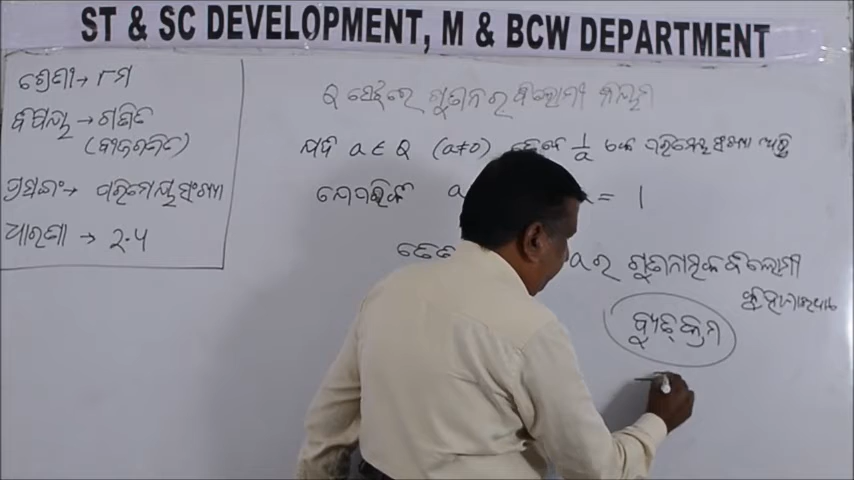 ST & SC DEVELOPMENT, M & BCW DEPARTMENT
ଶ୍ରେଣୀ → ୮ମ
ବିଷୟ → ଗଣିତ
(ବୀଜଗଣିତ)
ପ୍ରସଙ୍ଗ → ପରିମେୟ ସଂଖ୍ୟା
ଧାରଣା → ୨.୫
Q ସେଟ୍‌ରେ ଗୁଣନର ବିଲୋମୀ ନିୟମ
ଯଦି a ∈ Q (a≠0) ତେବେ 1/a ଏକ ପରିମେୟ ସଂଖ୍ୟା ଅଛି
ଯେପରିକି a = 1
ତେବେ a ର ଗୁଣନାତ୍ମକ ବିଲୋମୀ
ବ୍ୟୁତ୍‌କ୍ରମ